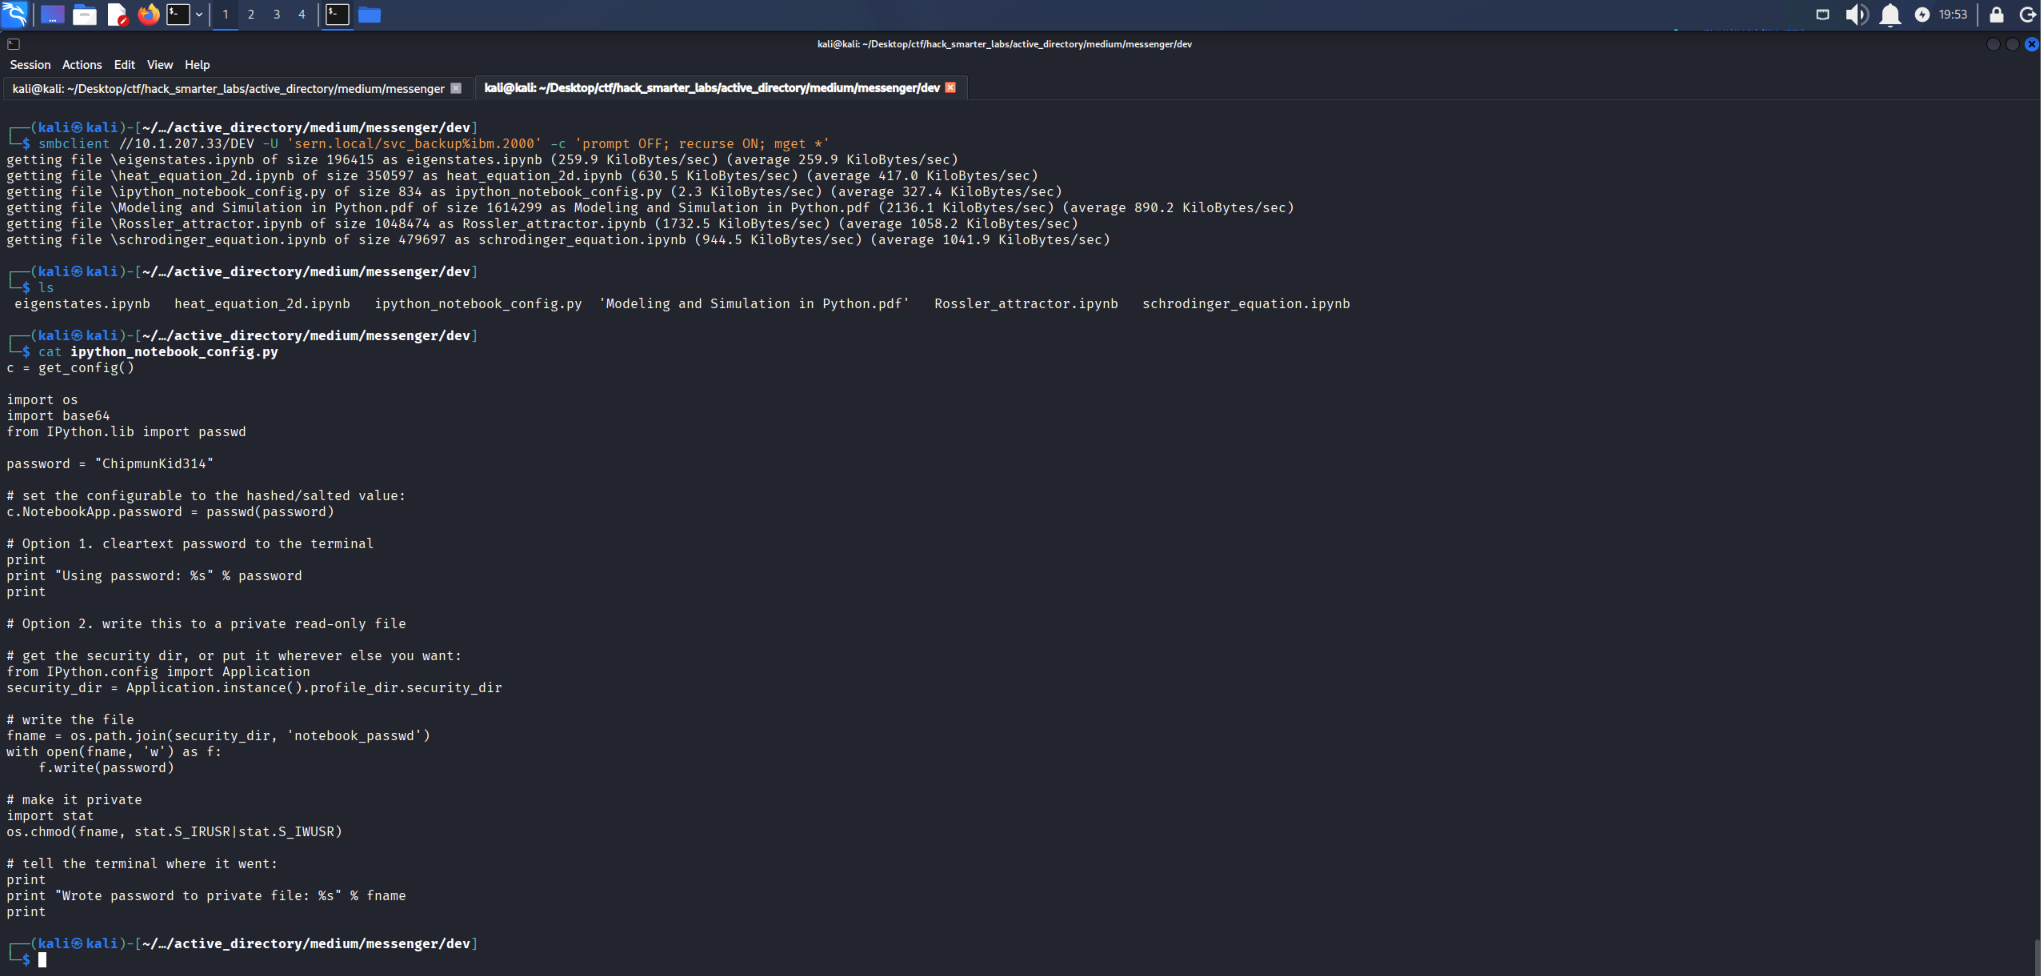 1 2 3 4
19:53
kali@kali: ~/Desktop/ctf/hack_smarter_labs/active_directory/medium/messenger/dev
Session Actions Edit View Help
kali@kali: ~/Desktop/ctf/hack_smarter_labs/active_directory/medium/messenger
kali@kali: ~/Desktop/ctf/hack_smarter_labs/active_directory/medium/messenger/dev
┌──(kali㉿kali)-[~/…/active_directory/medium/messenger/dev]
└─$ smbclient //10.1.207.33/DEV -U 'sern.local/svc_backup%ibm.2000' -c 'prompt OFF; recurse ON; mget *'
getting file \eigenstates.ipynb of size 196415 as eigenstates.ipynb (259.9 KiloBytes/sec) (average 259.9 KiloBytes/sec)
getting file \heat_equation_2d.ipynb of size 350597 as heat_equation_2d.ipynb (630.5 KiloBytes/sec) (average 417.0 KiloBytes/sec)
getting file \ipython_notebook_config.py of size 834 as ipython_notebook_config.py (2.3 KiloBytes/sec) (average 327.4 KiloBytes/sec)
getting file \Modeling and Simulation in Python.pdf of size 1614299 as Modeling and Simulation in Python.pdf (2136.1 KiloBytes/sec) (average 890.2 KiloBytes/sec)
getting file \Rossler_attractor.ipynb of size 1048474 as Rossler_attractor.ipynb (1732.5 KiloBytes/sec) (average 1058.2 KiloBytes/sec)
getting file \schrodinger_equation.ipynb of size 479697 as schrodinger_equation.ipynb (944.5 KiloBytes/sec) (average 1041.9 KiloBytes/sec)
┌──(kali㉿kali)-[~/…/active_directory/medium/messenger/dev]
└─$ ls
eigenstates.ipynb heat_equation_2d.ipynb ipython_notebook_config.py 'Modeling and Simulation in Python.pdf' Rossler_attractor.ipynb schrodinger_equation.ipynb
┌──(kali㉿kali)-[~/…/active_directory/medium/messenger/dev]
└─$ cat ipython_notebook_config.py
c = get_config()
import os
import base64
from IPython.lib import passwd
password = "ChipmunKid314"
# set the configurable to the hashed/salted value:
c.NotebookApp.password = passwd(password)
# Option 1. cleartext password to the terminal
print
print "Using password: %s" % password
print
# Option 2. write this to a private read-only file
# get the security dir, or put it wherever else you want:
from IPython.config import Application
security_dir = Application.instance().profile_dir.security_dir
# write the file
fname = os.path.join(security_dir, 'notebook_passwd')
with open(fname, 'w') as f:
    f.write(password)
# make it private
import stat
os.chmod(fname, stat.S_IRUSR|stat.S_IWUSR)
# tell the terminal where it went:
print
print "Wrote password to private file: %s" % fname
print
┌──(kali㉿kali)-[~/…/active_directory/medium/messenger/dev]
└─$